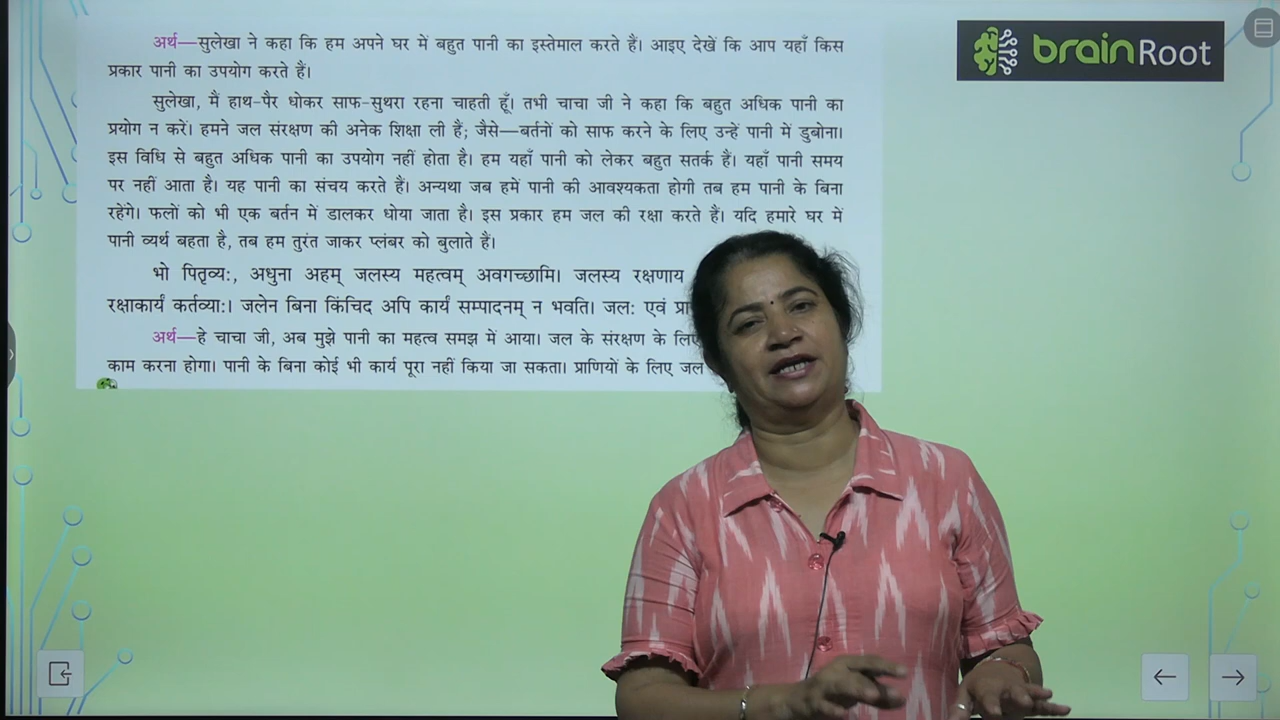 अर्थ—सुलेखा ने कहा कि हम अपने घर में बहुत पानी का इस्तेमाल करते हैं। आइए देखें कि आप यहाँ किस
प्रकार पानी का उपयोग करते हैं।
सुलेखा, मैं हाथ-पैर धोकर साफ-सुथरा रहना चाहती हूँ। तभी चाचा जी ने कहा कि बहुत अधिक पानी का
प्रयोग न करें। हमने जल संरक्षण की अनेक शिक्षा ली हैं; जैसे—बर्तनों को साफ करने के लिए उन्हें पानी में डुबोना।
इस विधि से बहुत अधिक पानी का उपयोग नहीं होता है। हम यहाँ पानी को लेकर बहुत सतर्क हैं। यहाँ पानी समय
पर नहीं आता है। यह पानी का संचय करते हैं। अन्यथा जब हमें पानी की आवश्यकता होगी तब हम पानी के बिना
रहेंगे। फलों को भी एक बर्तन में डालकर धोया जाता है। इस प्रकार हम जल की रक्षा करते हैं। यदि हमारे घर में
पानी व्यर्थ बहता है, तब हम तुरंत जाकर प्लंबर को बुलाते हैं।
भो पितृव्य:, अधुना अहम् जलस्य महत्वम् अवगच्छामि। जलस्य रक्षणाय
रक्षाकार्यं कर्तव्या:। जलेन बिना किंचिद अपि कार्यं सम्पादनम् न भवति। जल: एवं
अर्थ—हे चाचा जी, अब मुझे पानी का महत्व समझ में आया। जल के संरक्षण के लिए
काम करना होगा। पानी के बिना कोई भी कार्य पूरा नहीं किया जा सकता। प्राणियों के लिए जल
brainRoot